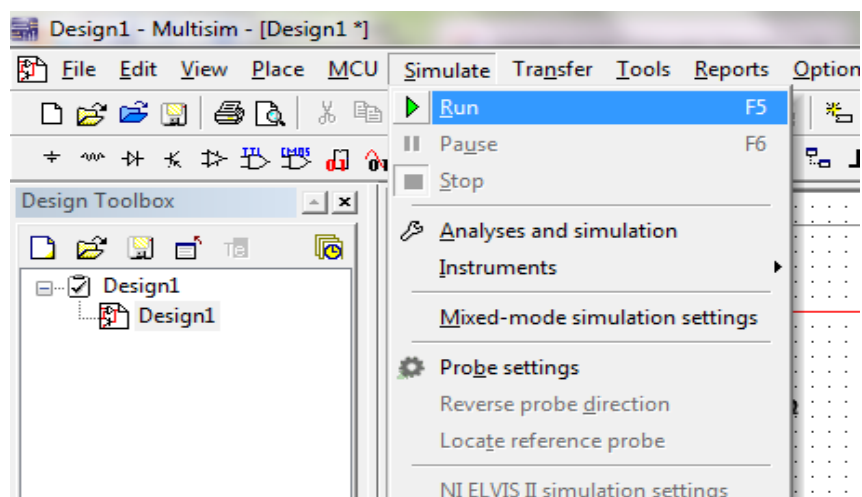 Design1 - Multisim - [Design1 *]
File Edit View Place MCU Simulate Transfer Tools Reports Option
Run F5
Pause F6
Stop
Design Toolbox
Analyses and simulation
Instruments
Design1
Design1
Mixed-mode simulation settings
Probe settings
Reverse probe direction
Locate reference probe
NI ELVIS II simulation settings